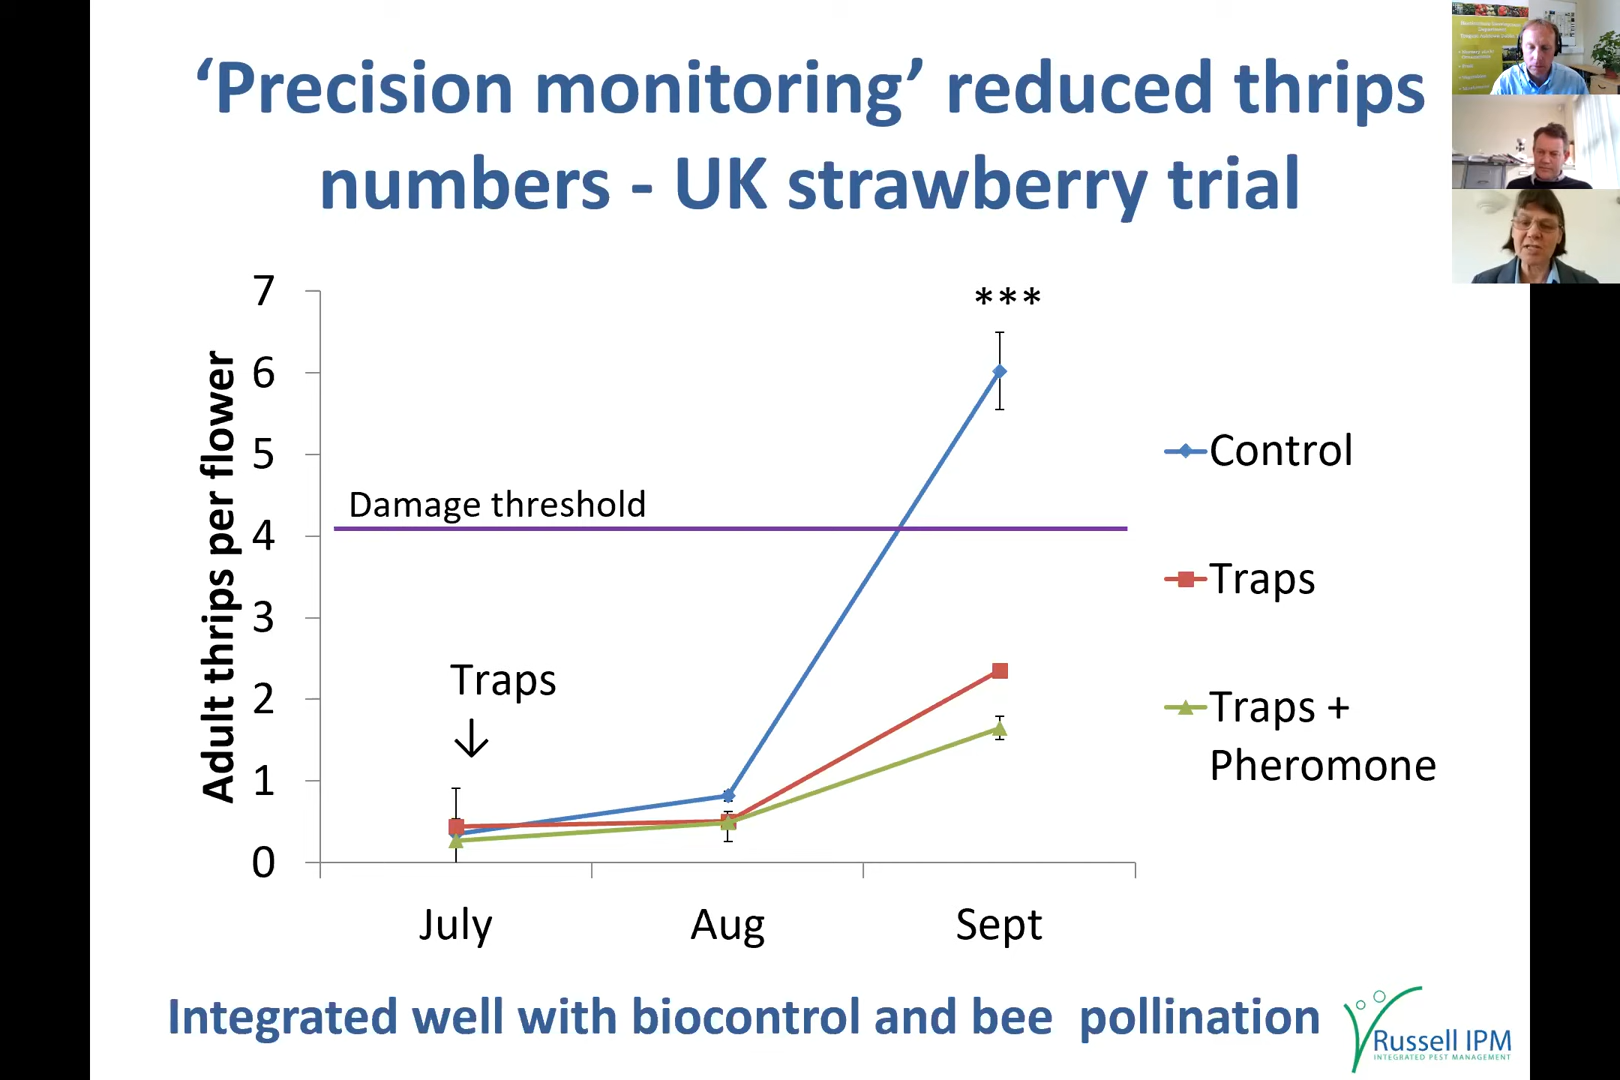 ‘Precision monitoring’ reduced thrips
numbers - UK strawberry trial
Adult thrips per flower
7
6
5
4
3
2
1
0
***
Damage threshold
Traps
July
Aug
Sept
Control
Traps
Traps +
Pheromone
Integrated well with biocontrol and bee pollination
Russell IPM
INTEGRATED PEST MANAGEMENT